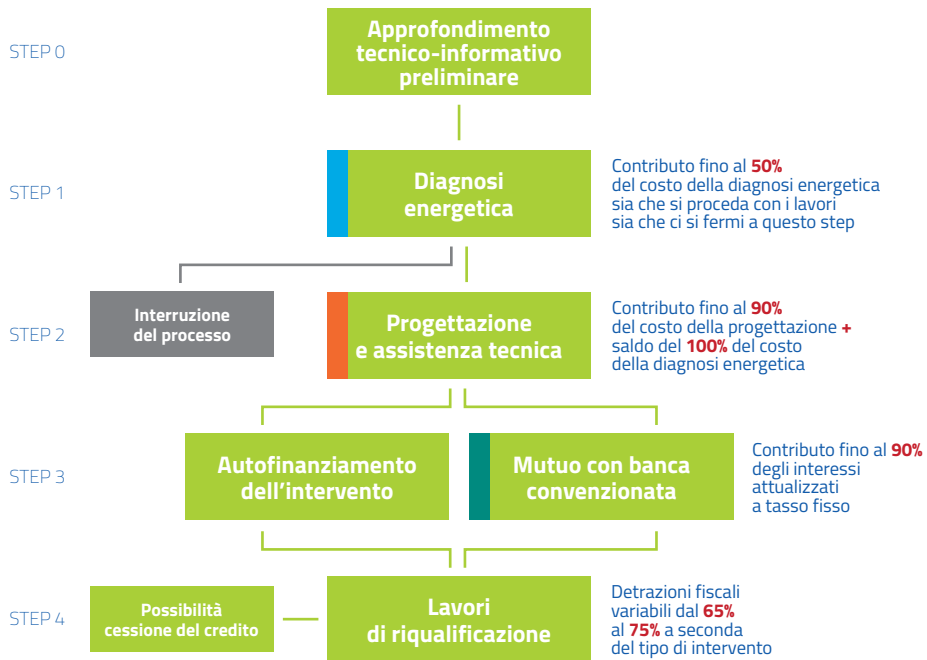 STEP 0
Approfondimento
tecnico-informativo
preliminare
STEP 1
Diagnosi
energetica
Contributo fino al 50%
del costo della diagnosi energetica
sia che si proceda con i lavori
sia che ci si fermi a questo step
STEP 2
Interruzione
del processo
Progettazione
e assistenza tecnica
Contributo fino al 90%
del costo della progettazione +
saldo del 100% del costo
della diagnosi energetica
STEP 3
Autofinanziamento
dell'intervento
Mutuo con banca
convenzionata
Contributo fino al 90%
degli interessi
attualizzati
a tasso fisso
STEP 4
Possibilità
cessione del credito
Lavori
di riqualificazione
Detrazioni fiscali
variabili dal 65%
al 75% a seconda
del tipo di intervento